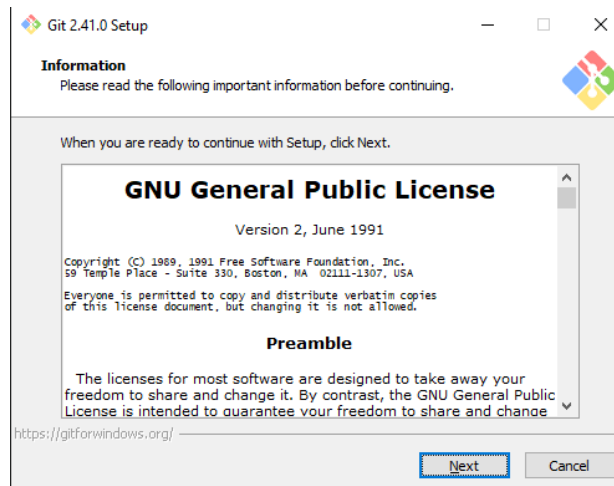 Git 2.41.0 Setup
Information
Please read the following important information before continuing.
When you are ready to continue with Setup, click Next.
GNU General Public License
Version 2, June 1991
Copyright (C) 1989, 1991 Free Software Foundation, Inc.
59 Temple Place - Suite 330, Boston, MA  02111-1307, USA
Everyone is permitted to copy and distribute verbatim copies
of this license document, but changing it is not allowed.
Preamble
The licenses for most software are designed to take away your
freedom to share and change it. By contrast, the GNU General Public
License is intended to guarantee your freedom to share and change
https://gitforwindows.org/
Next
Cancel